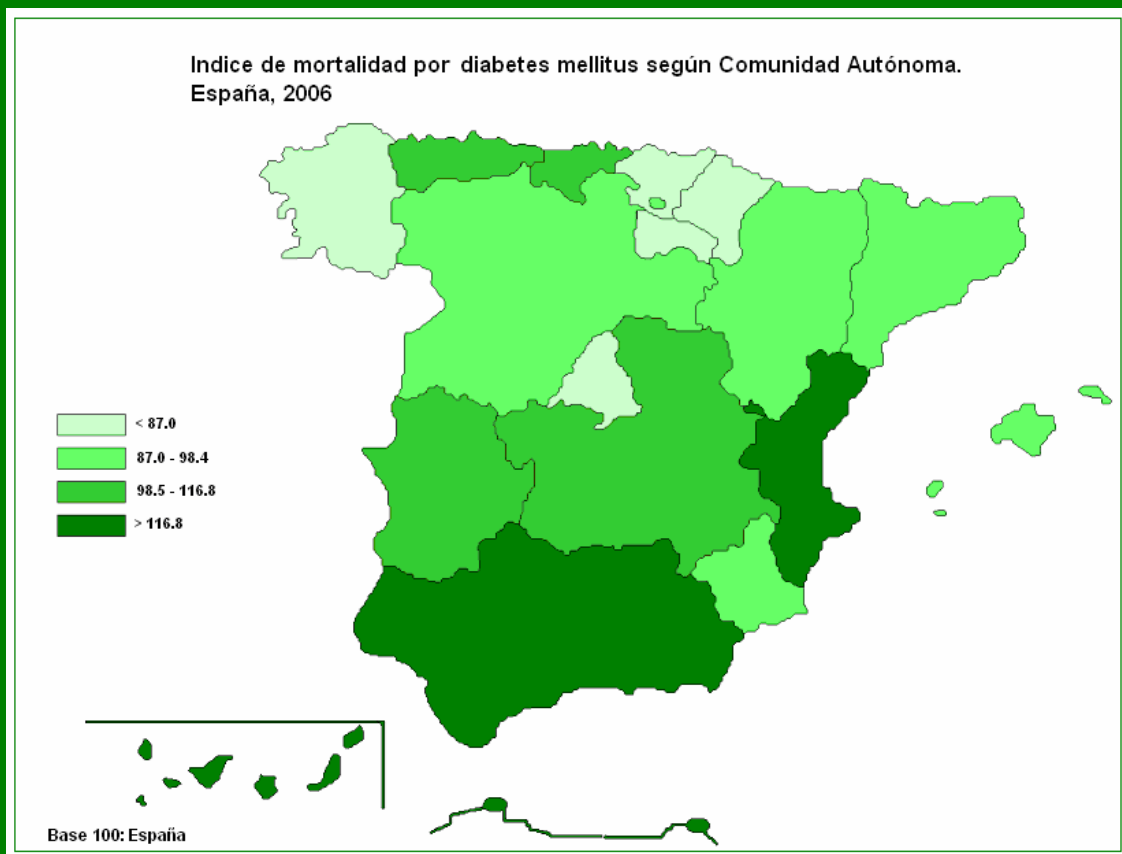 Indice de mortalidad por diabetes mellitus según Comunidad Autónoma.
España, 2006
< 87.0
87.0 - 98.4
98.5 - 116.8
> 116.8
Base 100: España